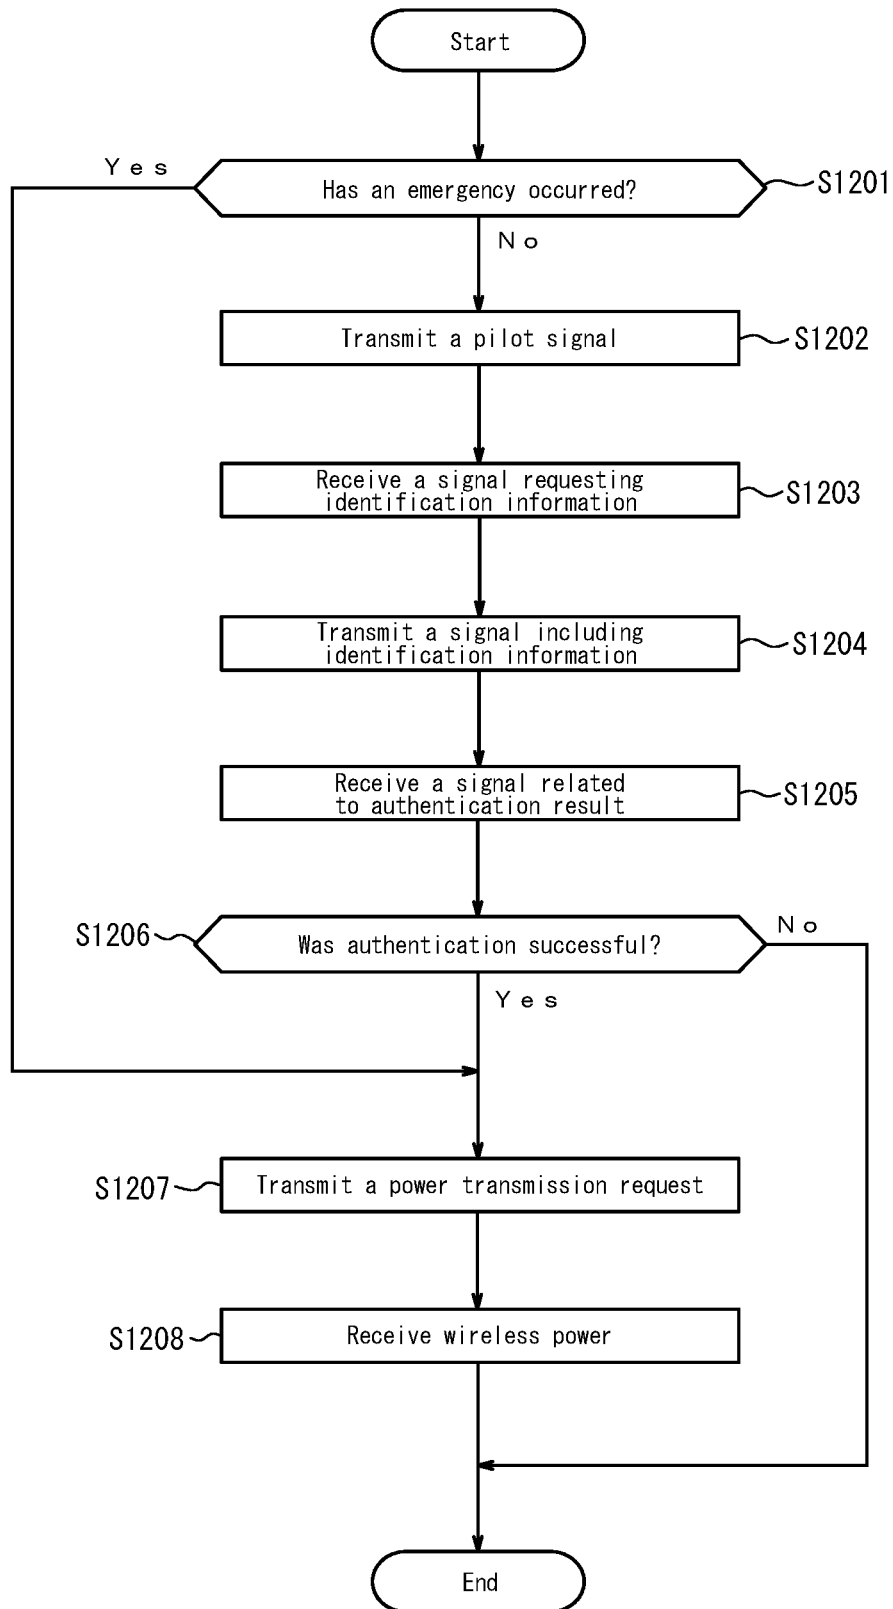 Start
Yes
Has an emergency occurred?
S1201
No
Transmit a pilot signal
S1202
Receive a signal requesting
identification information
S1203
Transmit a signal including
identification information
S1204
Receive a signal related
to authentication result
S1205
S1206
Was authentication successful?
No
Yes
S1207
Transmit a power transmission request
S1208
Receive wireless power
End